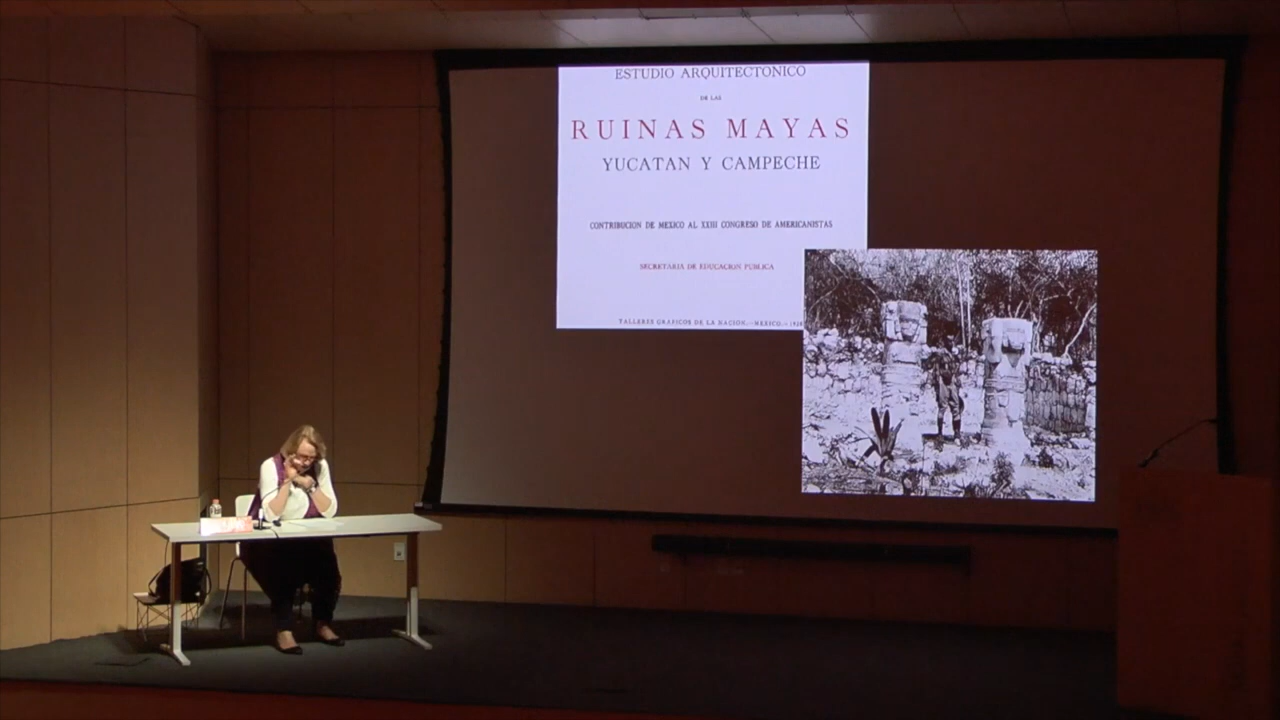 ESTUDIO ARQUITECTONICO
DE LAS
RUINAS MAYAS
YUCATAN Y CAMPECHE
CONTRIBUCION DE MEXICO AL XXIII CONGRESO DE AMERICANISTAS
SECRETARIA DE EDUCACION PUBLICA
TALLERES GRAFICOS DE LA NACION.—MEXICO.—1928